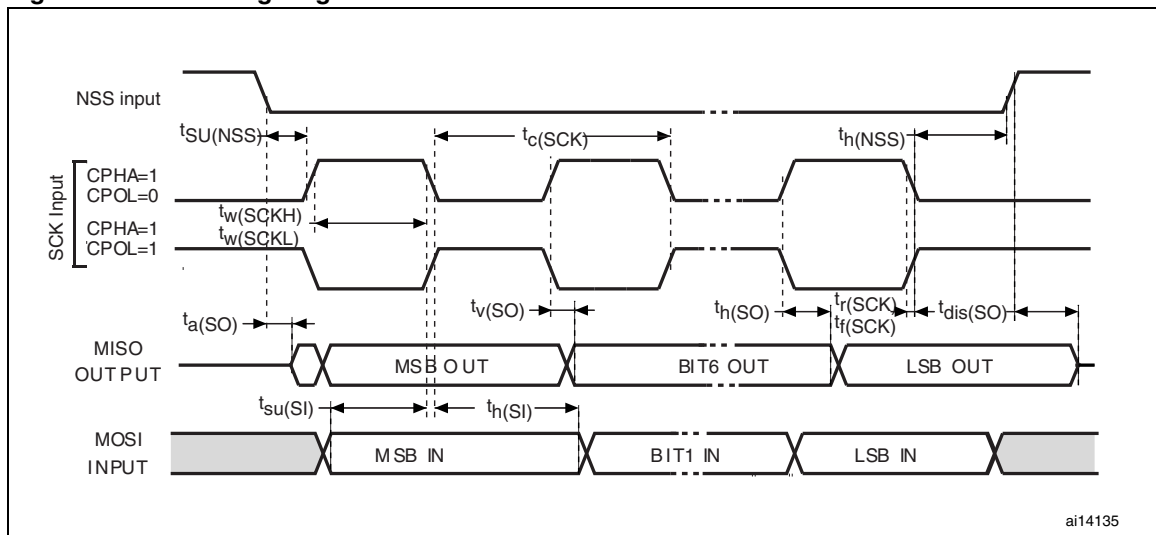 NSS input
tSU(NSS)
tc(SCK)
th(NSS)
SCK Input
CPHA=1
CPOL=0
tw(SCKH)
tw(SCKL)
CPHA=1
CPOL=1
ta(SO)
tv(SO)
th(SO)
tr(SCK)
tf(SCK)
tdis(SO)
MISO
OUTPUT
MSB OUT
BIT6 OUT
LSB OUT
tsu(SI)
th(SI)
MOSI
INPUT
MSB IN
BIT1 IN
LSB IN
ai14135